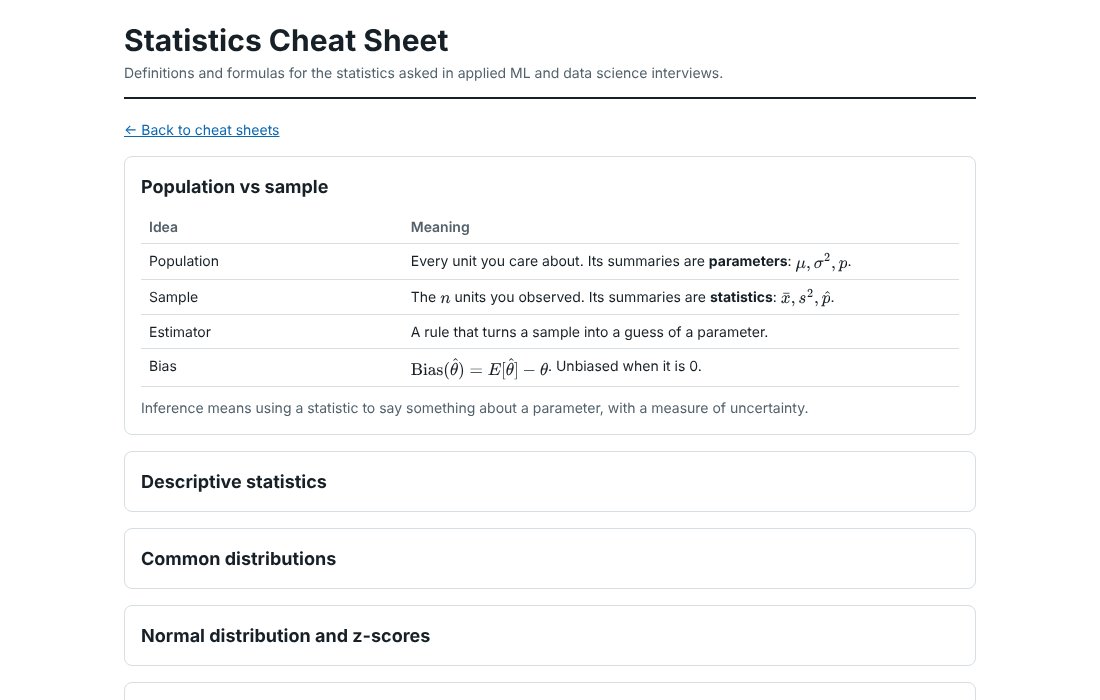 Statistics Cheat Sheet
Definitions and formulas for the statistics asked in applied ML and data science interviews.
← Back to cheat sheets
Population vs sample
Idea Meaning
Population Every unit you care about. Its summaries are parameters: μ, σ², p.
Sample The n units you observed. Its summaries are statistics: x̄, s², p̂.
Estimator A rule that turns a sample into a guess of a parameter.
Bias Bias(θ̂) = E[θ̂] − θ. Unbiased when it is 0.
Inference means using a statistic to say something about a parameter, with a measure of uncertainty.
Descriptive statistics
Common distributions
Normal distribution and z-scores